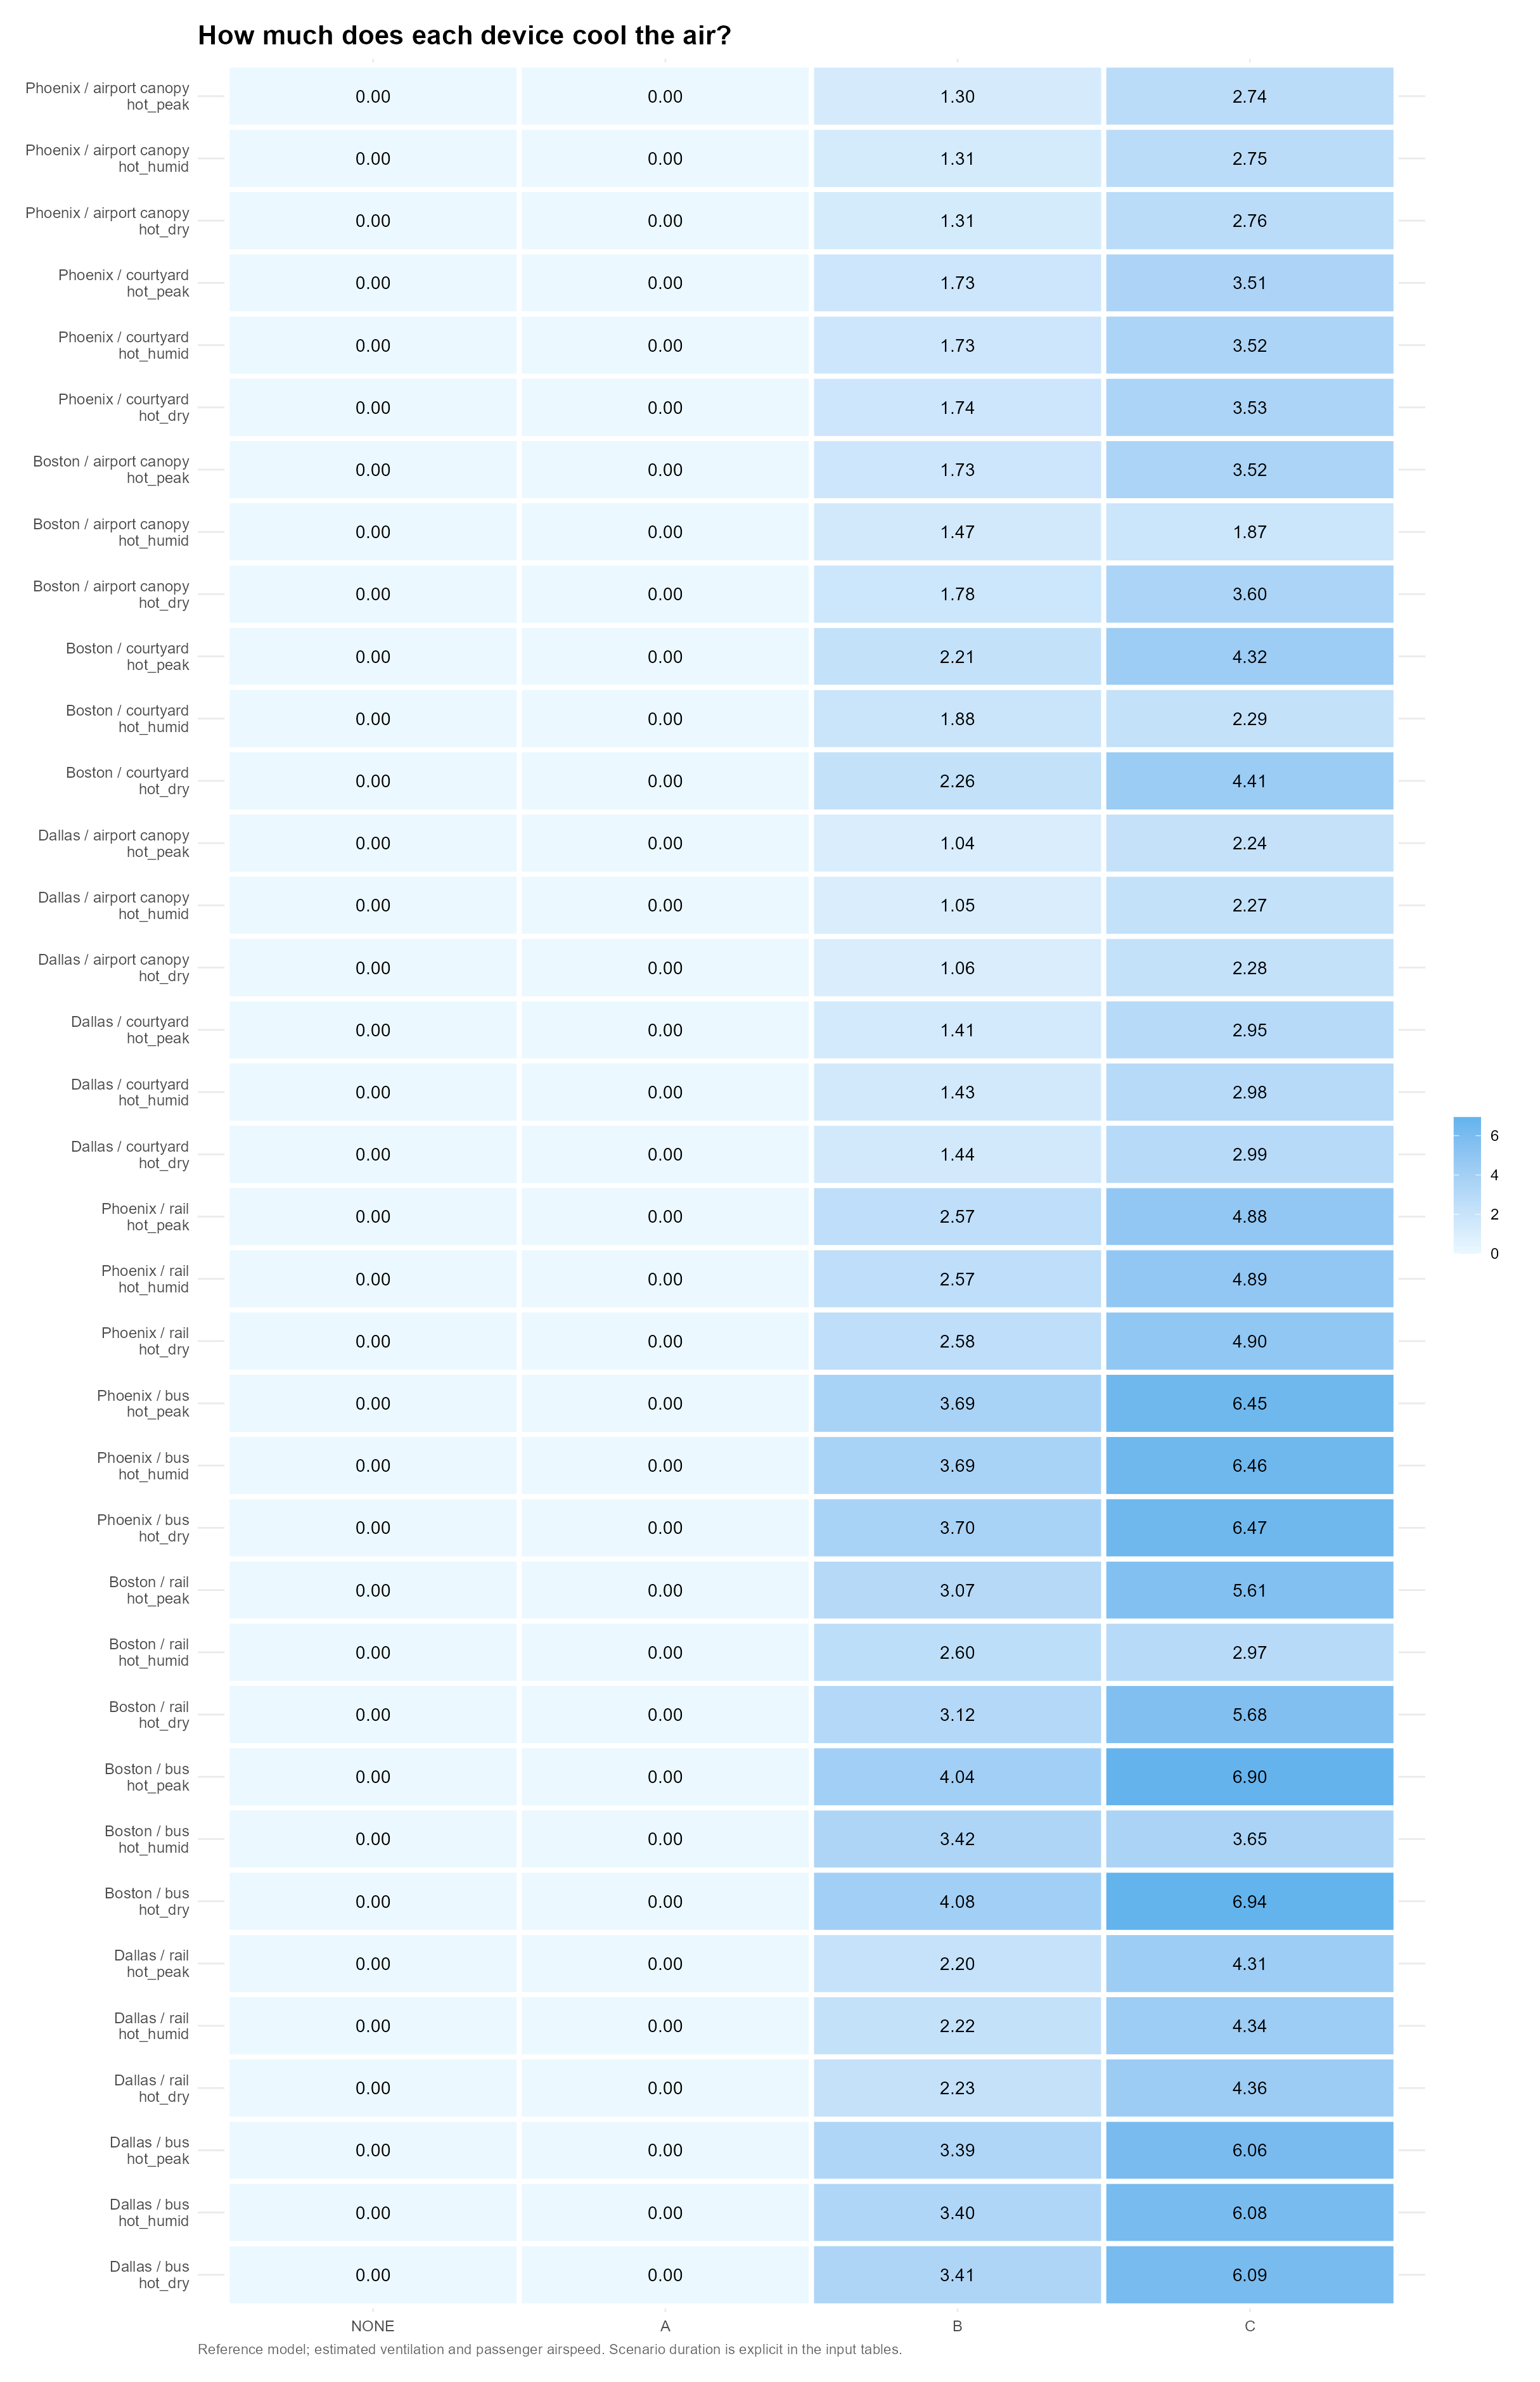 How much does each device cool the air?
Phoenix / airport canopy
hot_peak
0.00 0.00 1.30 2.74
Phoenix / airport canopy
hot_humid
0.00 0.00 1.31 2.75
Phoenix / airport canopy
hot_dry
0.00 0.00 1.31 2.76
Phoenix / courtyard
hot_peak
0.00 0.00 1.73 3.51
Phoenix / courtyard
hot_humid
0.00 0.00 1.73 3.52
Phoenix / courtyard
hot_dry
0.00 0.00 1.74 3.53
Boston / airport canopy
hot_peak
0.00 0.00 1.73 3.52
Boston / airport canopy
hot_humid
0.00 0.00 1.47 1.87
Boston / airport canopy
hot_dry
0.00 0.00 1.78 3.60
Boston / courtyard
hot_peak
0.00 0.00 2.21 4.32
Boston / courtyard
hot_humid
0.00 0.00 1.88 2.29
Boston / courtyard
hot_dry
0.00 0.00 2.26 4.41
Dallas / airport canopy
hot_peak
0.00 0.00 1.04 2.24
Dallas / airport canopy
hot_humid
0.00 0.00 1.05 2.27
Dallas / airport canopy
hot_dry
0.00 0.00 1.06 2.28
Dallas / courtyard
hot_peak
0.00 0.00 1.41 2.95
Dallas / courtyard
hot_humid
0.00 0.00 1.43 2.98
Dallas / courtyard
hot_dry
0.00 0.00 1.44 2.99
Phoenix / rail
hot_peak
0.00 0.00 2.57 4.88
Phoenix / rail
hot_humid
0.00 0.00 2.57 4.89
Phoenix / rail
hot_dry
0.00 0.00 2.58 4.90
Phoenix / bus
hot_peak
0.00 0.00 3.69 6.45
Phoenix / bus
hot_humid
0.00 0.00 3.69 6.46
Phoenix / bus
hot_dry
0.00 0.00 3.70 6.47
Boston / rail
hot_peak
0.00 0.00 3.07 5.61
Boston / rail
hot_humid
0.00 0.00 2.60 2.97
Boston / rail
hot_dry
0.00 0.00 3.12 5.68
Boston / bus
hot_peak
0.00 0.00 4.04 6.90
Boston / bus
hot_humid
0.00 0.00 3.42 3.65
Boston / bus
hot_dry
0.00 0.00 4.08 6.94
Dallas / rail
hot_peak
0.00 0.00 2.20 4.31
Dallas / rail
hot_humid
0.00 0.00 2.22 4.34
Dallas / rail
hot_dry
0.00 0.00 2.23 4.36
Dallas / bus
hot_peak
0.00 0.00 3.39 6.06
Dallas / bus
hot_humid
0.00 0.00 3.40 6.08
Dallas / bus
hot_dry
0.00 0.00 3.41 6.09
NONE A B C
Reference model; estimated ventilation and passenger airspeed. Scenario duration is explicit in the input tables.
6
4
2
0